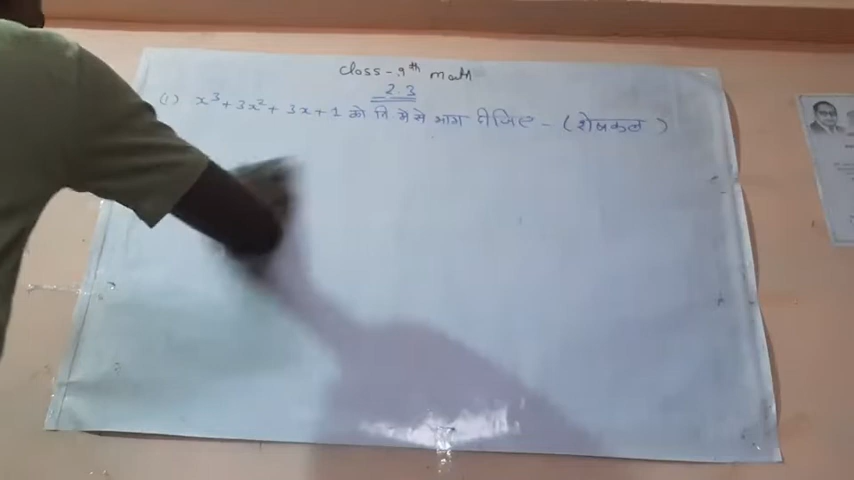 Class - 9th math
2.3
(1) x³+3x²+3x+1 को नि में से भाग दीजिए - (शेषफल)